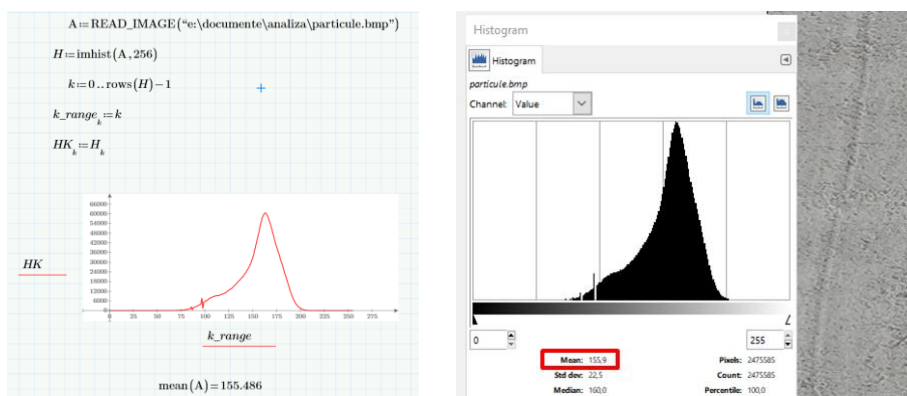 A:=READ_IMAGE("e:\documente\analiza\particule.bmp")
H:=imhist(A,256)
k:=0..rows(H)-1
k_range_k:=k
HK_k:=H_k
66000
60000
54000
48000
42000
36000
30000
24000
18000
12000
6000
0
HK
0 25 50 75 100 125 150 175 200 225 250 275
k_range
mean(A)=155.486
Histogram
Histogram
particule.bmp
Channel: Value
0
255
Mean: 155,9
Pixels: 2475585
Std dev: 22,5
Count: 2475585
Median: 160,0
Percentile: 100,0